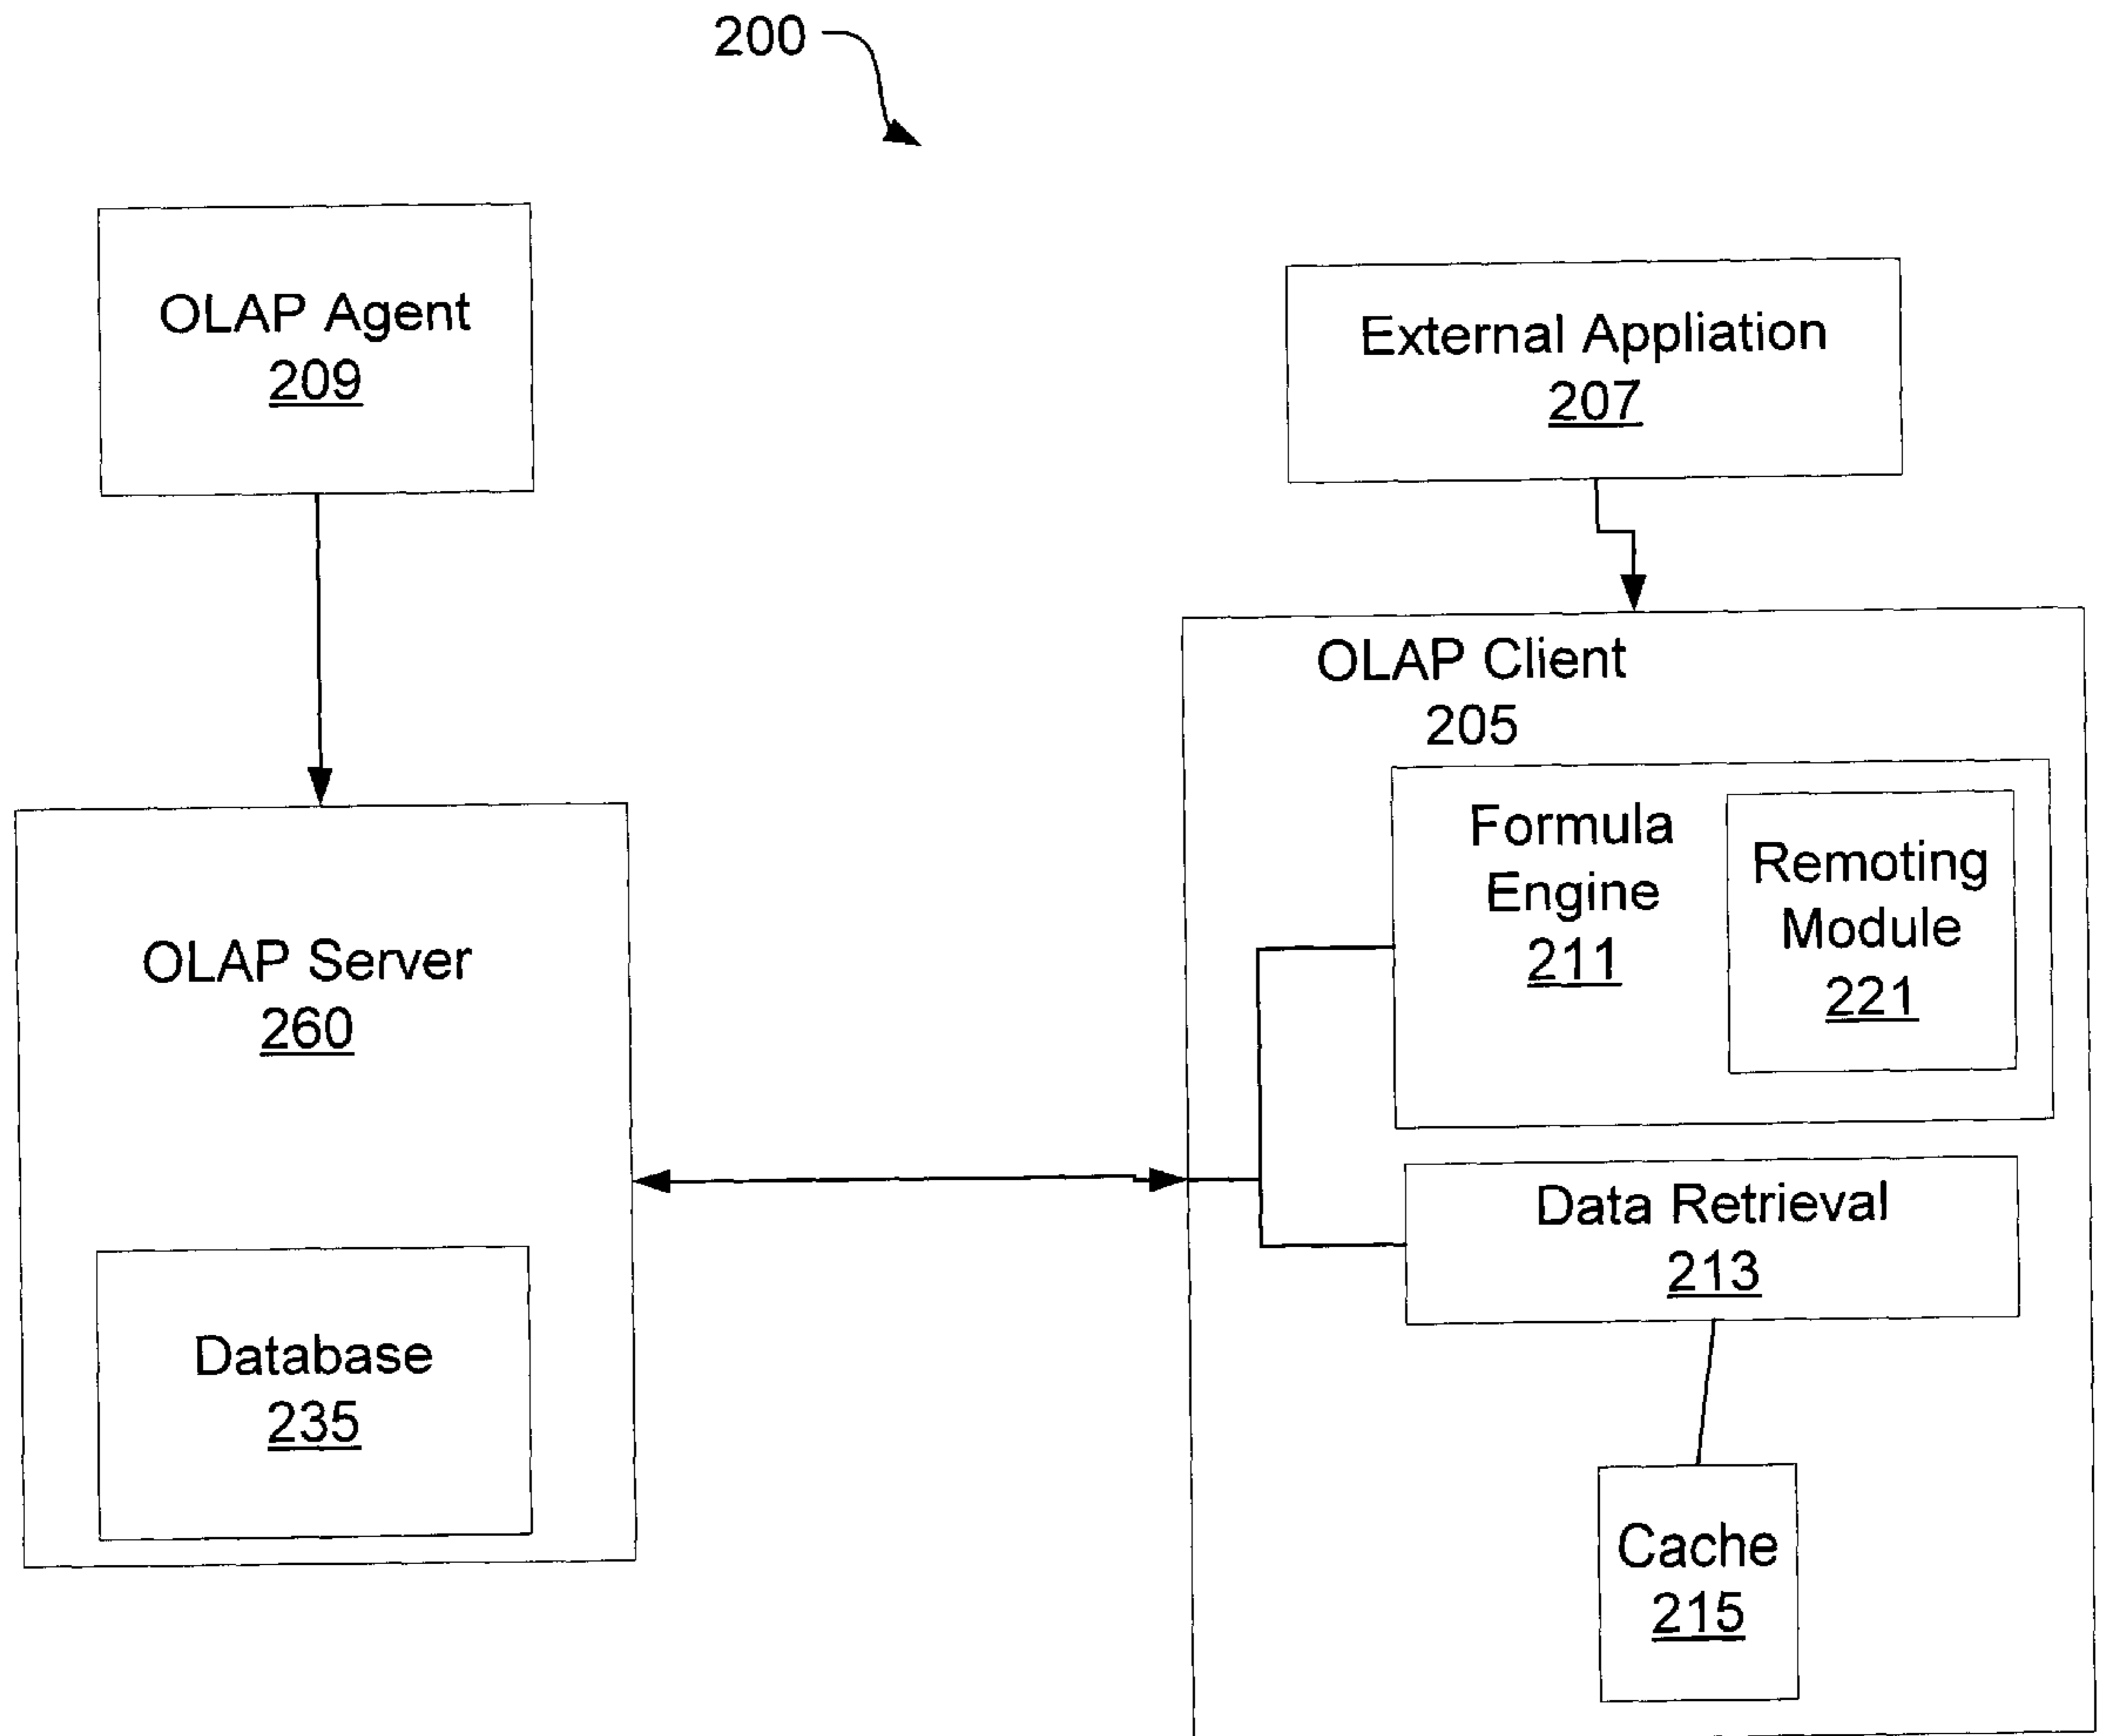 200
OLAP Agent
209
External Appliation
207
OLAP Client
205
Formula
Engine
211
Remoting
Module
221
OLAP Server
260
Data Retrieval
213
Database
235
Cache
215